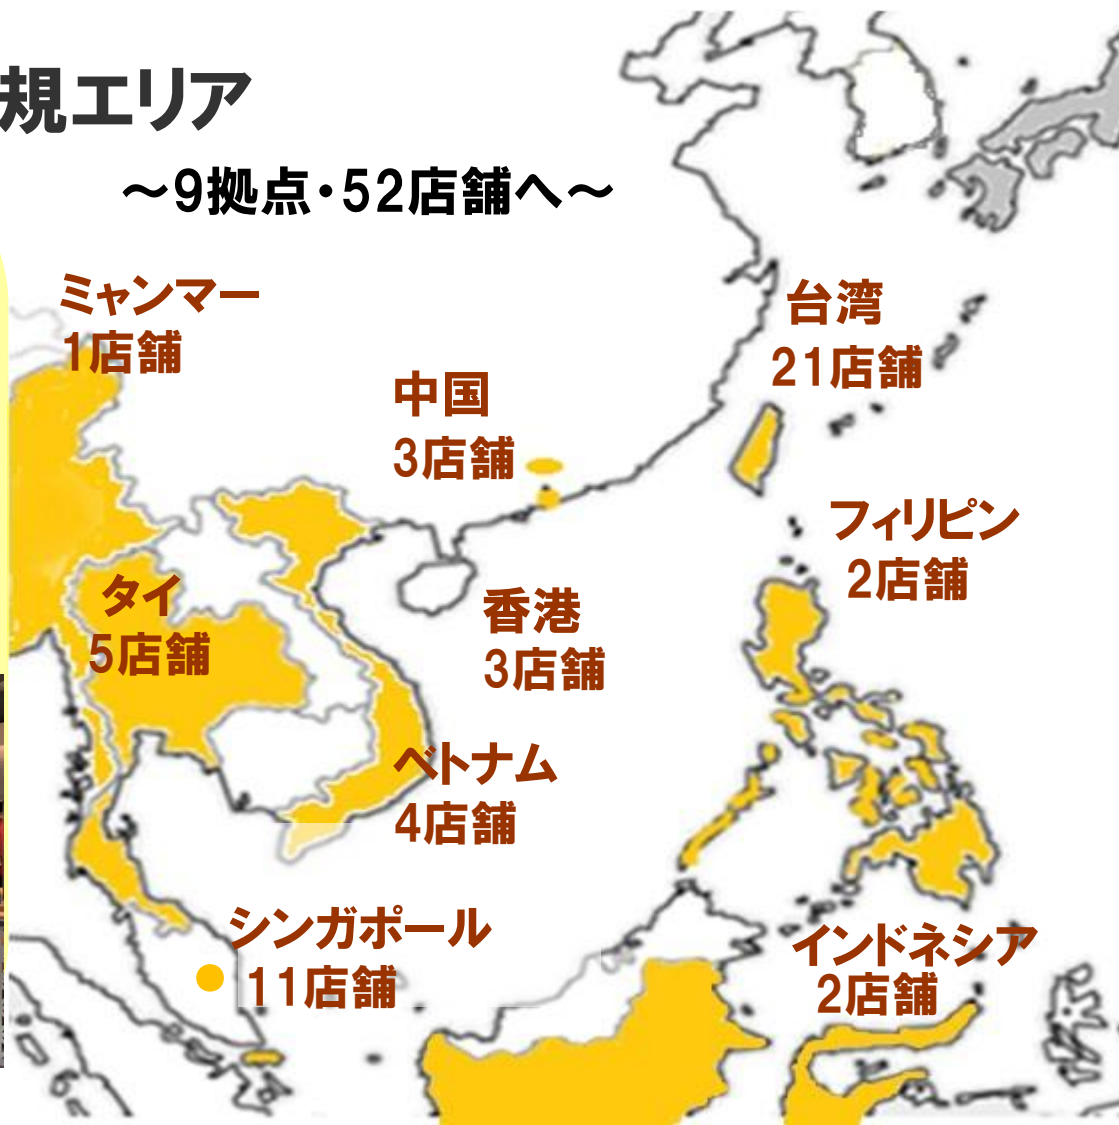 規エリア
～9拠点・52店舗へ～
ミャンマー
1店舗
台湾
21店舗
中国
3店舗
フィリピン
2店舗
タイ
5店舗
香港
3店舗
ベトナム
4店舗
シンガポール
11店舗
インドネシア
2店舗